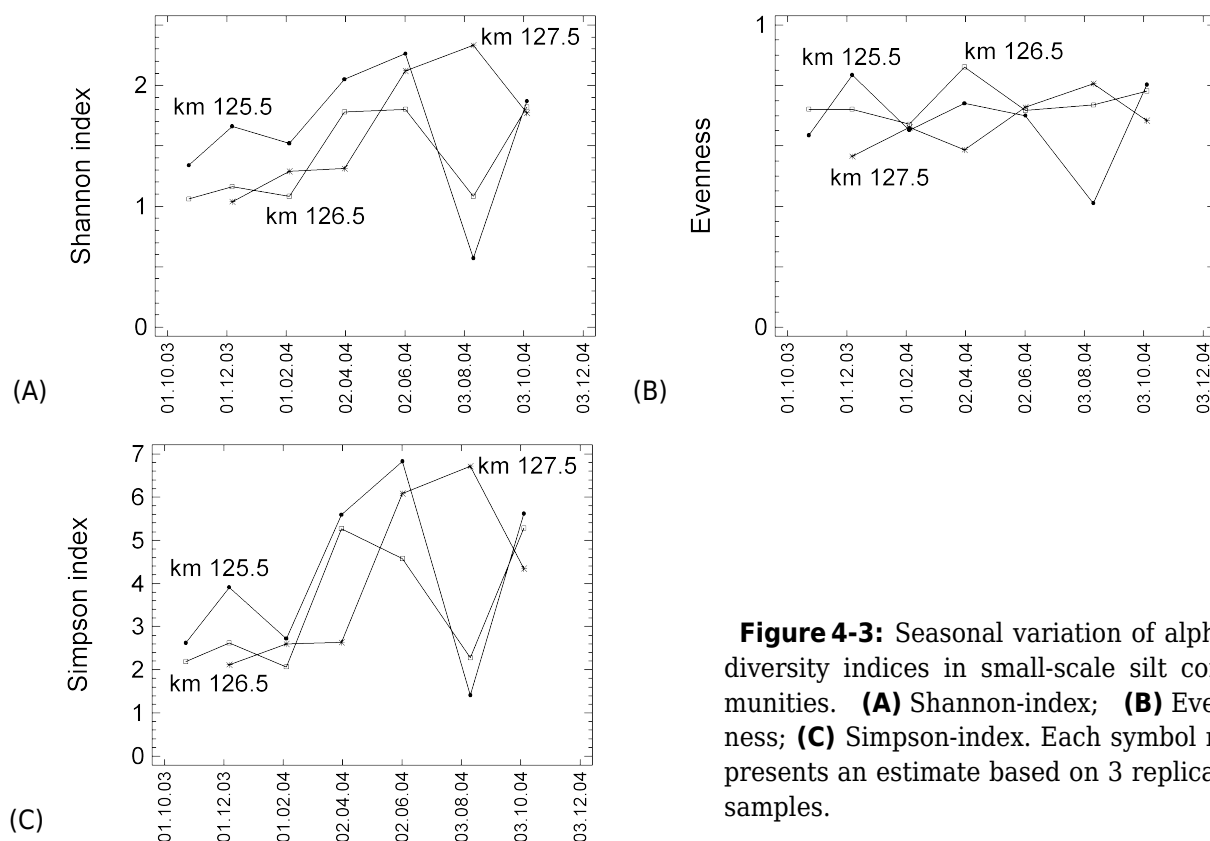 Shannon index
2
1
0
km 125.5
km 126.5
km 127.5
01.10.03
01.12.03
01.02.04
02.04.04
02.06.04
03.08.04
03.10.04
03.12.04
(A)
Evenness
1
0
km 125.5
km 126.5
km 127.5
01.10.03
01.12.03
01.02.04
02.04.04
02.06.04
03.08.04
03.10.04
03.12.04
(B)
Simpson index
7
6
5
4
3
2
1
0
km 127.5
km 125.5
km 126.5
01.10.03
01.12.03
01.02.04
02.04.04
02.06.04
03.08.04
03.10.04
03.12.04
(C)
Figure 4-3: Seasonal variation of alph
diversity indices in small-scale silt co
munities. (A) Shannon-index; (B) Eve
ness; (C) Simpson-index. Each symbol r
presents an estimate based on 3 replica
samples.